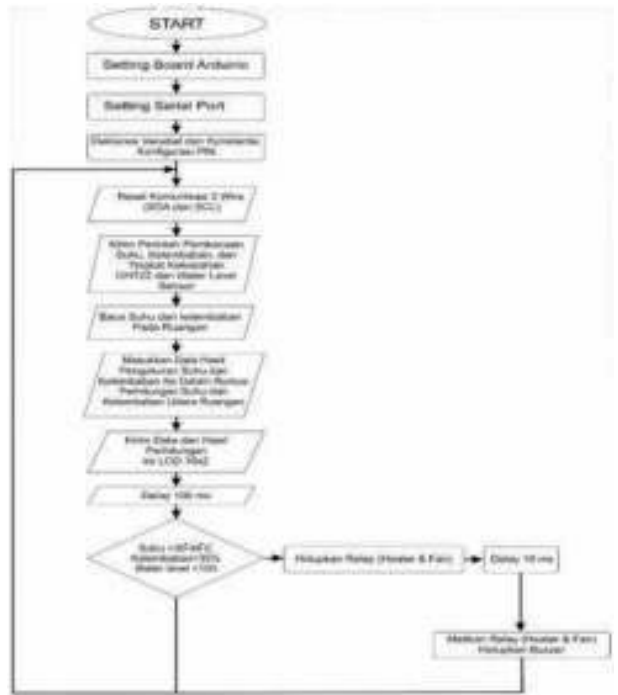 START
Setting Board Arduino
Setting Serial Port
Deklarasi Variabel dan Konstanta
Konfigurasi PIN
Reset Komunikasi 2 Wire
(SDA dan SCL)
Kirim Perintah Pembacaan
Suhu, Kelembaban, dan
Tingkat
DHT22 dan Water Level
Sensor
Baca Suhu dan kelembaban
Pada Ruangan
Masukkan Data Hasil
Pengukuran Suhu dan
Kelembaban Ke Dalam Rumus
Perhitungan Suhu dan
Kelembaban Udara Ruangan
Kirim Data dan Hasil
Perhitungan
ke LCD 16x2
Delay 100 ms
Suhu
Water level
Hidupkan Relay (Heater & Fan)
Delay 10 ms
Matikan Relay (Heater & Fan)
Hidupkan Buzzer